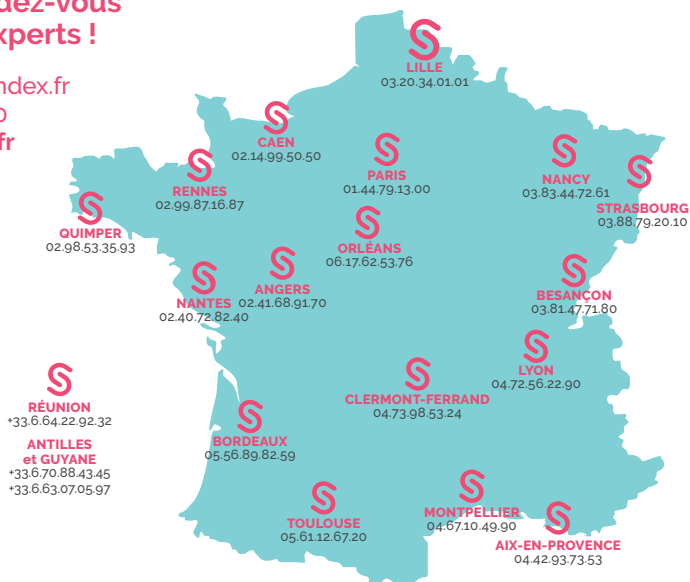 dez-vous
xperts !
ndex.fr
fr
LILLE
03.20.34.01.01
CAEN
02.14.99.50.50
PARIS
01.44.79.13.00
NANCY
03.83.44.72.61
RENNES
02.99.87.16.87
STRASBOURG
03.88.79.20.10
QUIMPER
02.98.53.35.93
ORLÉANS
06.17.62.53.76
ANGERS
02.41.68.91.70
NANTES
02.40.72.82.40
BESANÇON
03.81.47.71.80
LYON
04.72.56.22.90
CLERMONT-FERRAND
04.73.98.53.24
RÉUNION
+33.6.64.22.92.32
ANTILLES
et GUYANE
+33.6.70.88.43.45
+33.6.63.07.05.97
BORDEAUX
05.56.89.82.59
TOULOUSE
05.61.12.67.20
MONTPELLIER
04.67.10.49.90
AIX-EN-PROVENCE
04.42.93.73.53